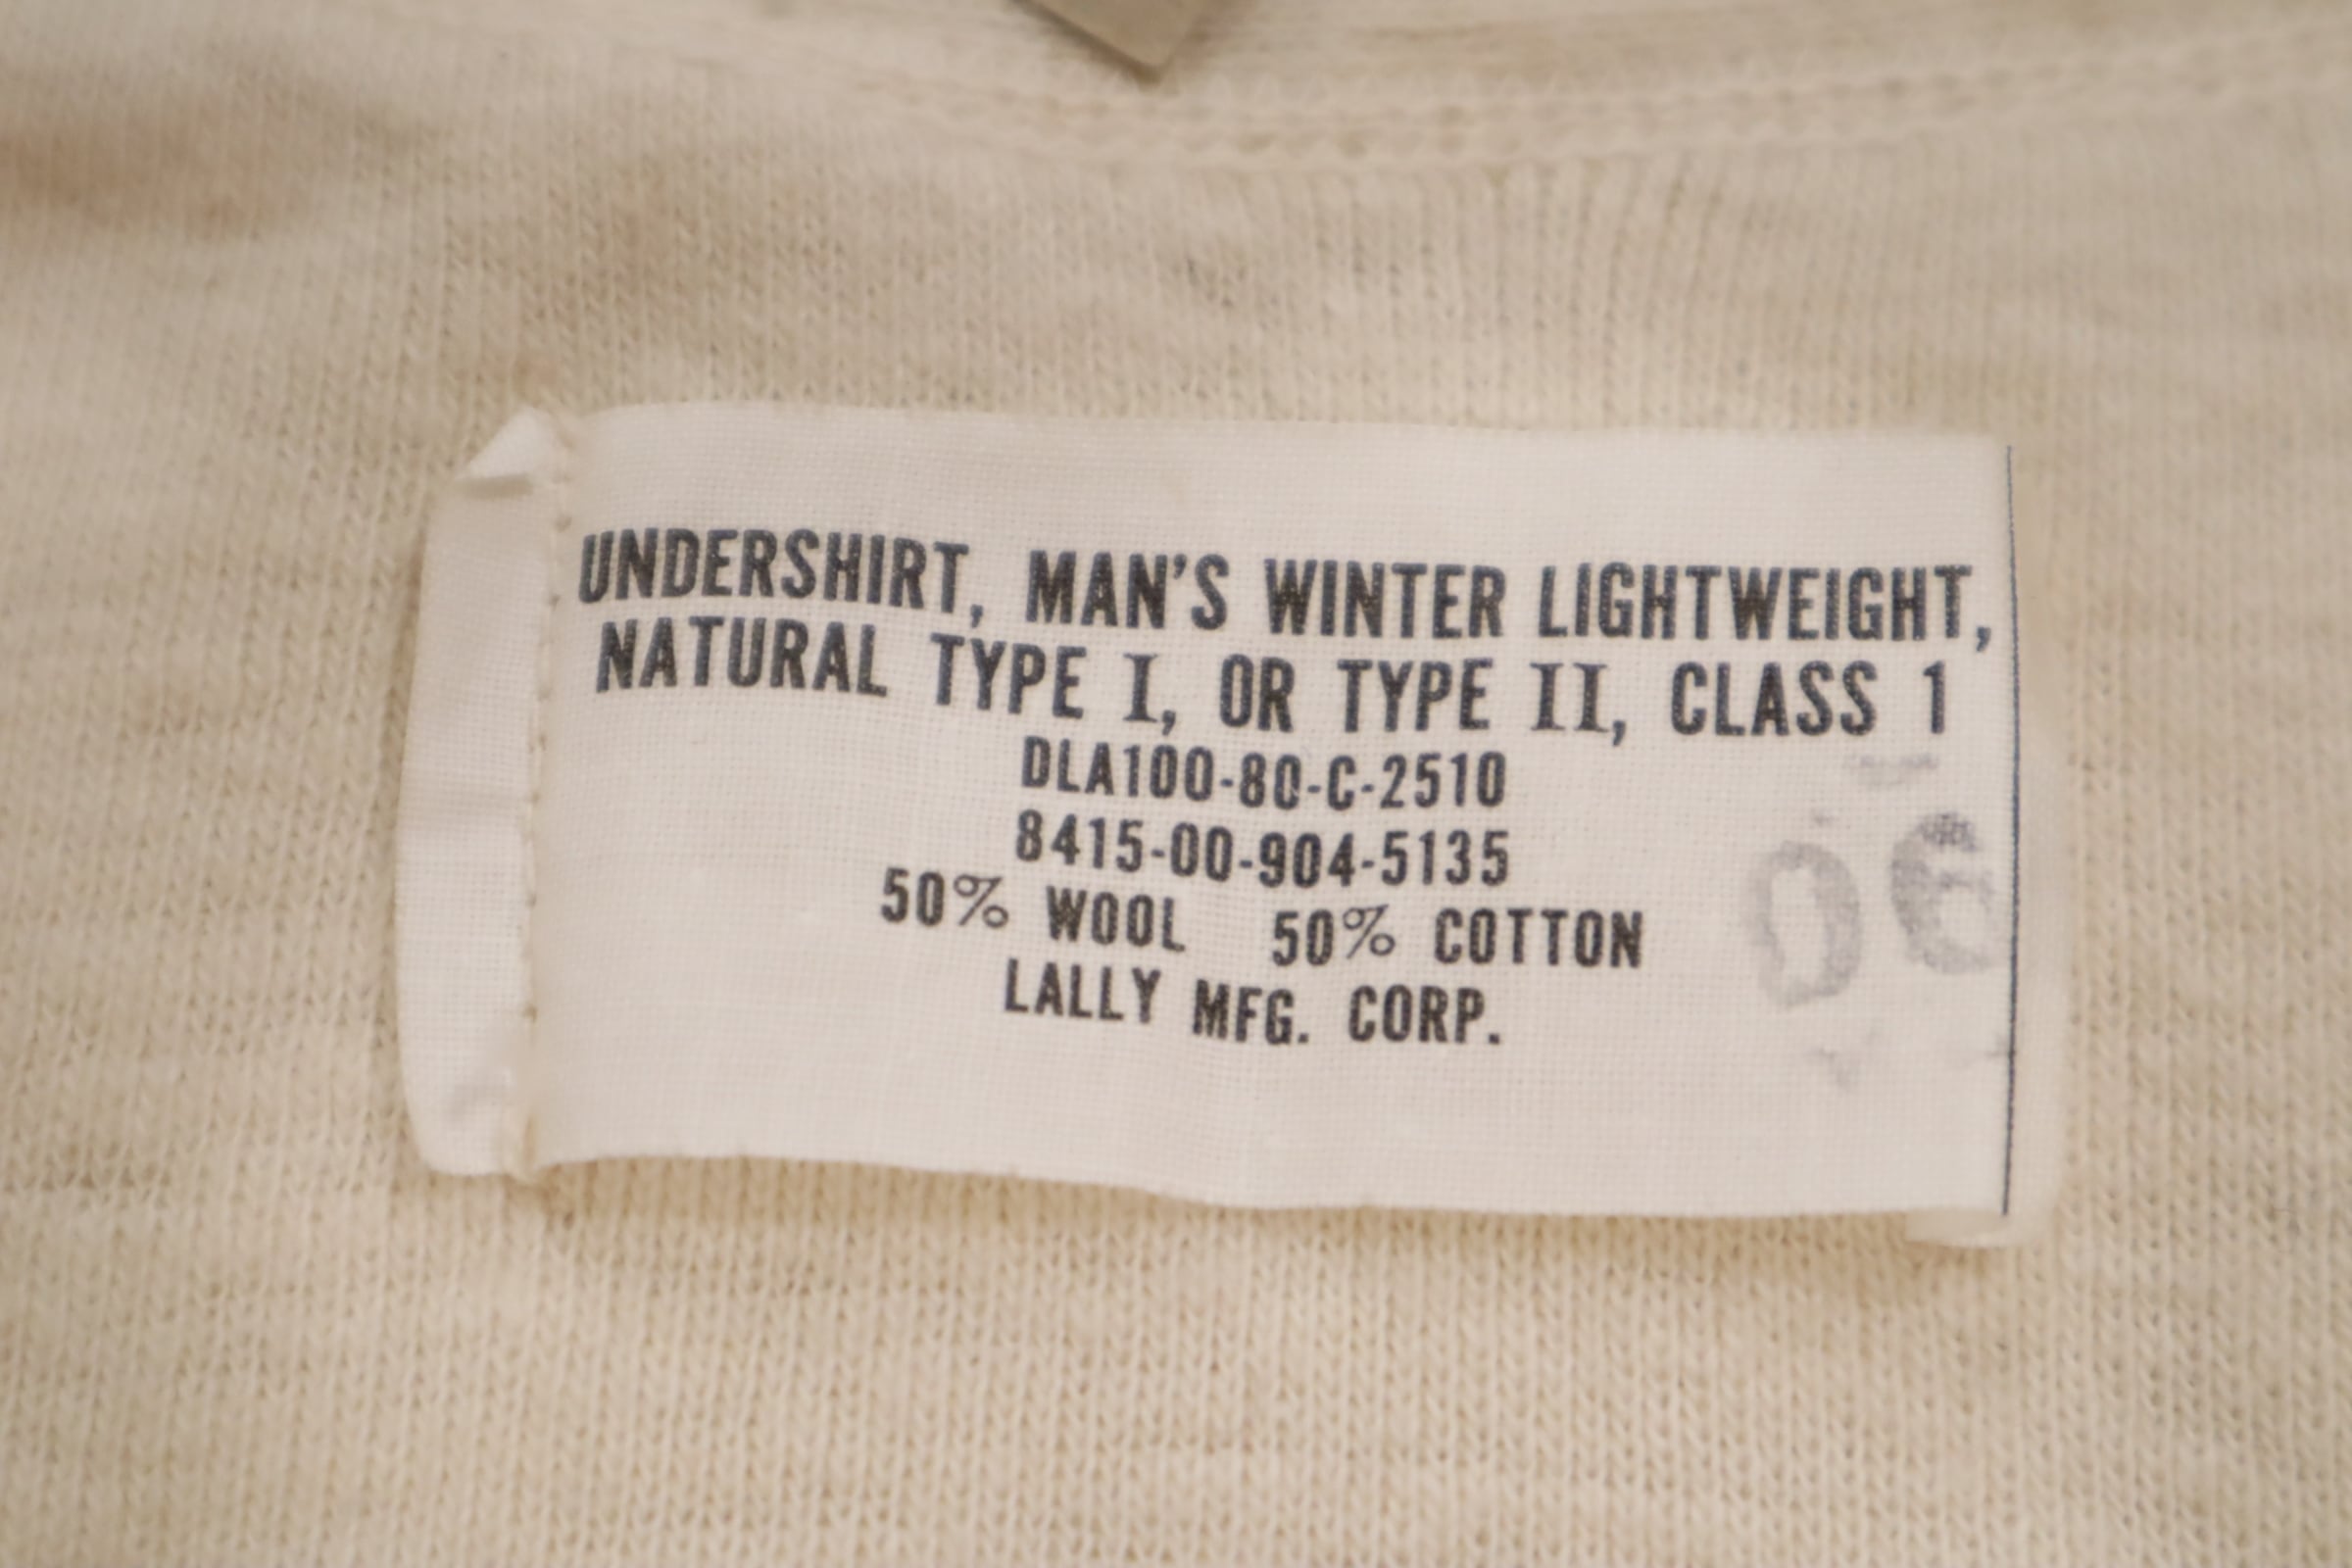 UNDERSHIRT, MAN'S WINTER LIGHTWEIGHT,
NATURAL TYPE I, OR TYPE II, CLASS 1
DLA100-80-C-2510
8415-00-904-5135
50% WOOL 50% COTTON
LALLY MFG. CORP.